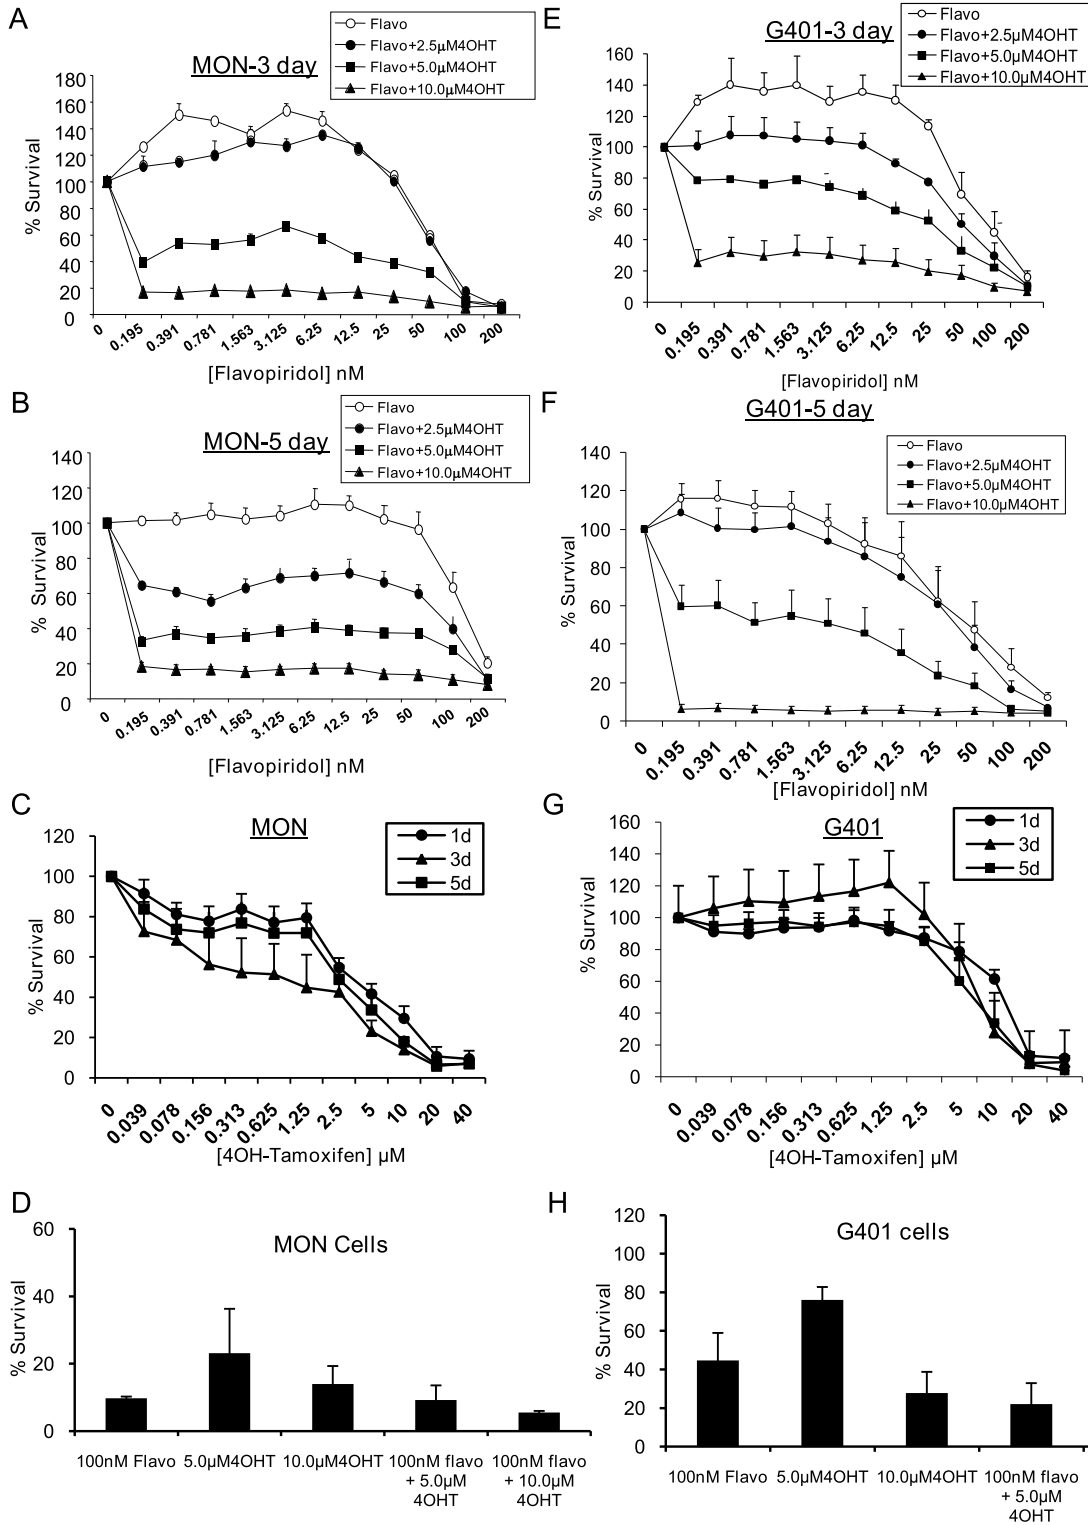 A
MON-3 day
Flavo
Flavo+2.5µM4OHT
Flavo+5.0µM4OHT
Flavo+10.0µM4OHT
% Survival
180
160
140
120
100
80
60
40
20
0
0 0.195 0.391 0.781 1.563 3.125 6.25 12.5 25 50 100 200
[Flavopiridol] nM
B
MON-5 day
Flavo
Flavo+2.5µM4OHT
Flavo+5.0µM4OHT
Flavo+10.0µM4OHT
% Survival
140
120
100
80
60
40
20
0
0 0.195 0.391 0.781 1.563 3.125 6.25 12.5 25 50 100 200
[Flavopiridol] nM
C
MON
1d
3d
5d
% Survival
120
100
80
60
40
20
0
0 0.039 0.078 0.156 0.313 0.625 1.25 2.5 5 10 20 40
[4OH-Tamoxifen] µM
D
MON Cells
% Survival
60
40
20
0
100nM Flavo 5.0µM4OHT 10.0µM4OHT 100nM flavo 100nM flavo
+ 5.0µM + 10.0µM
4OHT 4OHT
E
G401-3 day
Flavo
Flavo+2.5µM4OHT
Flavo+5.0µM4OHT
Flavo+10.0µM4OHT
% Survival
160
140
120
100
80
60
40
20
0
0 0.195 0.391 0.781 1.563 3.125 6.25 12.5 25 50 100 200
[Flavopiridol] nM
F
G401-5 day
Flavo
Flavo+2.5µM4OHT
Flavo+5.0µM4OHT
Flavo+10.0µM4OHT
% Survival
140
120
100
80
60
40
20
0
0 0.195 0.391 0.781 1.563 3.125 6.25 12.5 25 50 100 200
[Flavopiridol] nM
G
G401
1d
3d
5d
% Survival
160
140
120
100
80
60
40
20
0
0 0.039 0.078 0.156 0.313 0.625 1.25 2.5 5 10 20 40
[4OH-Tamoxifen] µM
H
G401 cells
% Survival
120
100
80
60
40
20
0
100nM Flavo 5.0µM4OHT 10.0µM4OHT 100nM flavo
+ 5.0µM
4OHT